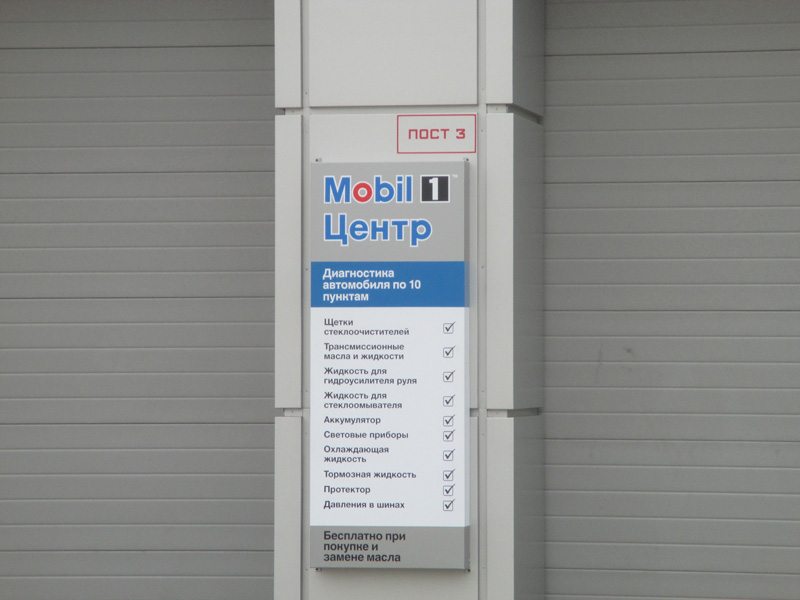 ПОСТ 3
Mobil 1™
Центр
Диагностика
автомобиля по 10
пунктам
Щетки
стеклоочистителей
Трансмиссионные
масла и жидкости
Жидкость для
гидроусилителя руля
Жидкость для
стеклоомывателя
Аккумулятор
Световые приборы
Охлаждающая
жидкость
Тормозная жидкость
Протектор
Давления в шинах
Бесплатно при
покупке и
замене масла